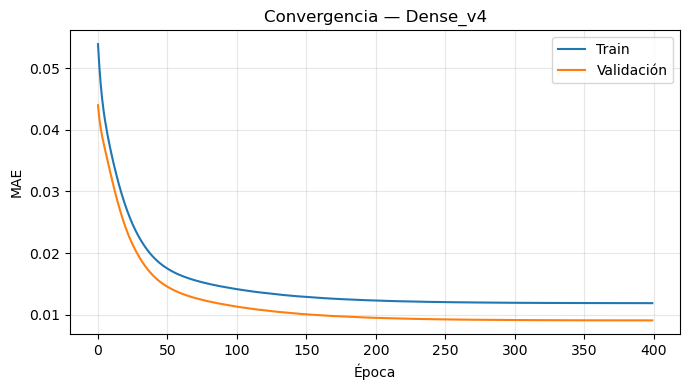 Convergencia — Dense_v4
Train
Validación
MAE
0.05
0.04
0.03
0.02
0.01
0 50 100 150 200 250 300 350 400
Época